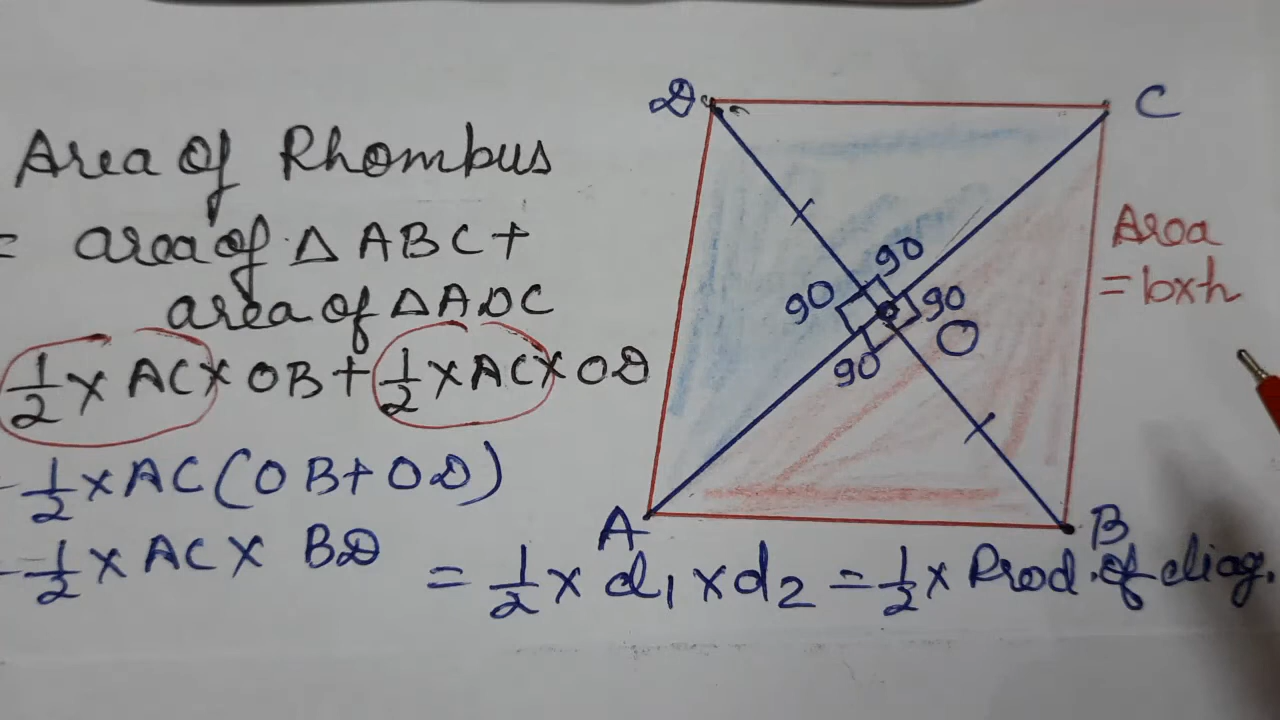 Area Of Rhombus
= area of Δ ABC +
area of Δ ADC
1/2 × AC × OB + 1/2 × AC × OD
- 1/2 × AC (OB + OD)
- 1/2 × AC × BD
= 1/2 × d1 × d2 = 1/2 × Prod. of diag.
D
C
90
90
90
90
O
A
B
Area
= b×h